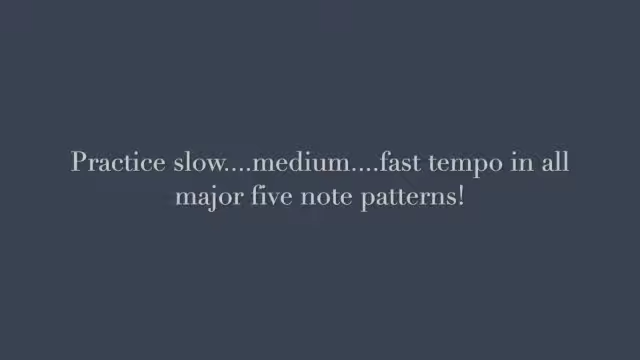 Practice slow....medium....fast tempo in all
major five note patterns!